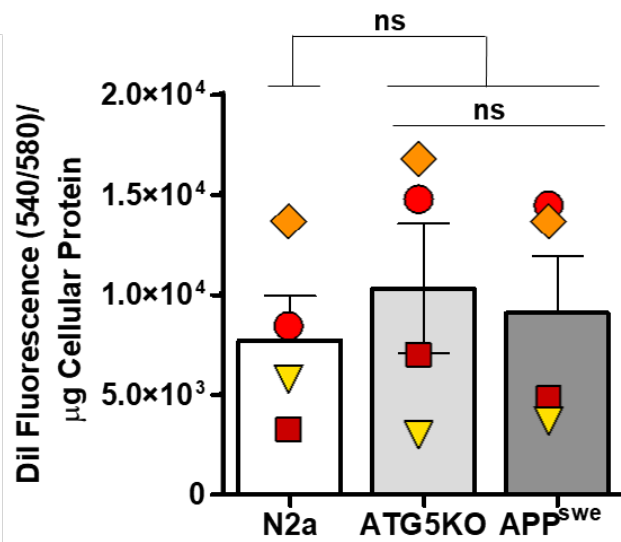 ns
ns
DiI Fluorescence (540/580)/
μg Cellular Protein
2.0×10⁴
1.5×10⁴
1.0×10⁴
5.0×10³
0
N2a ATG5KO APPˢʷᵉ